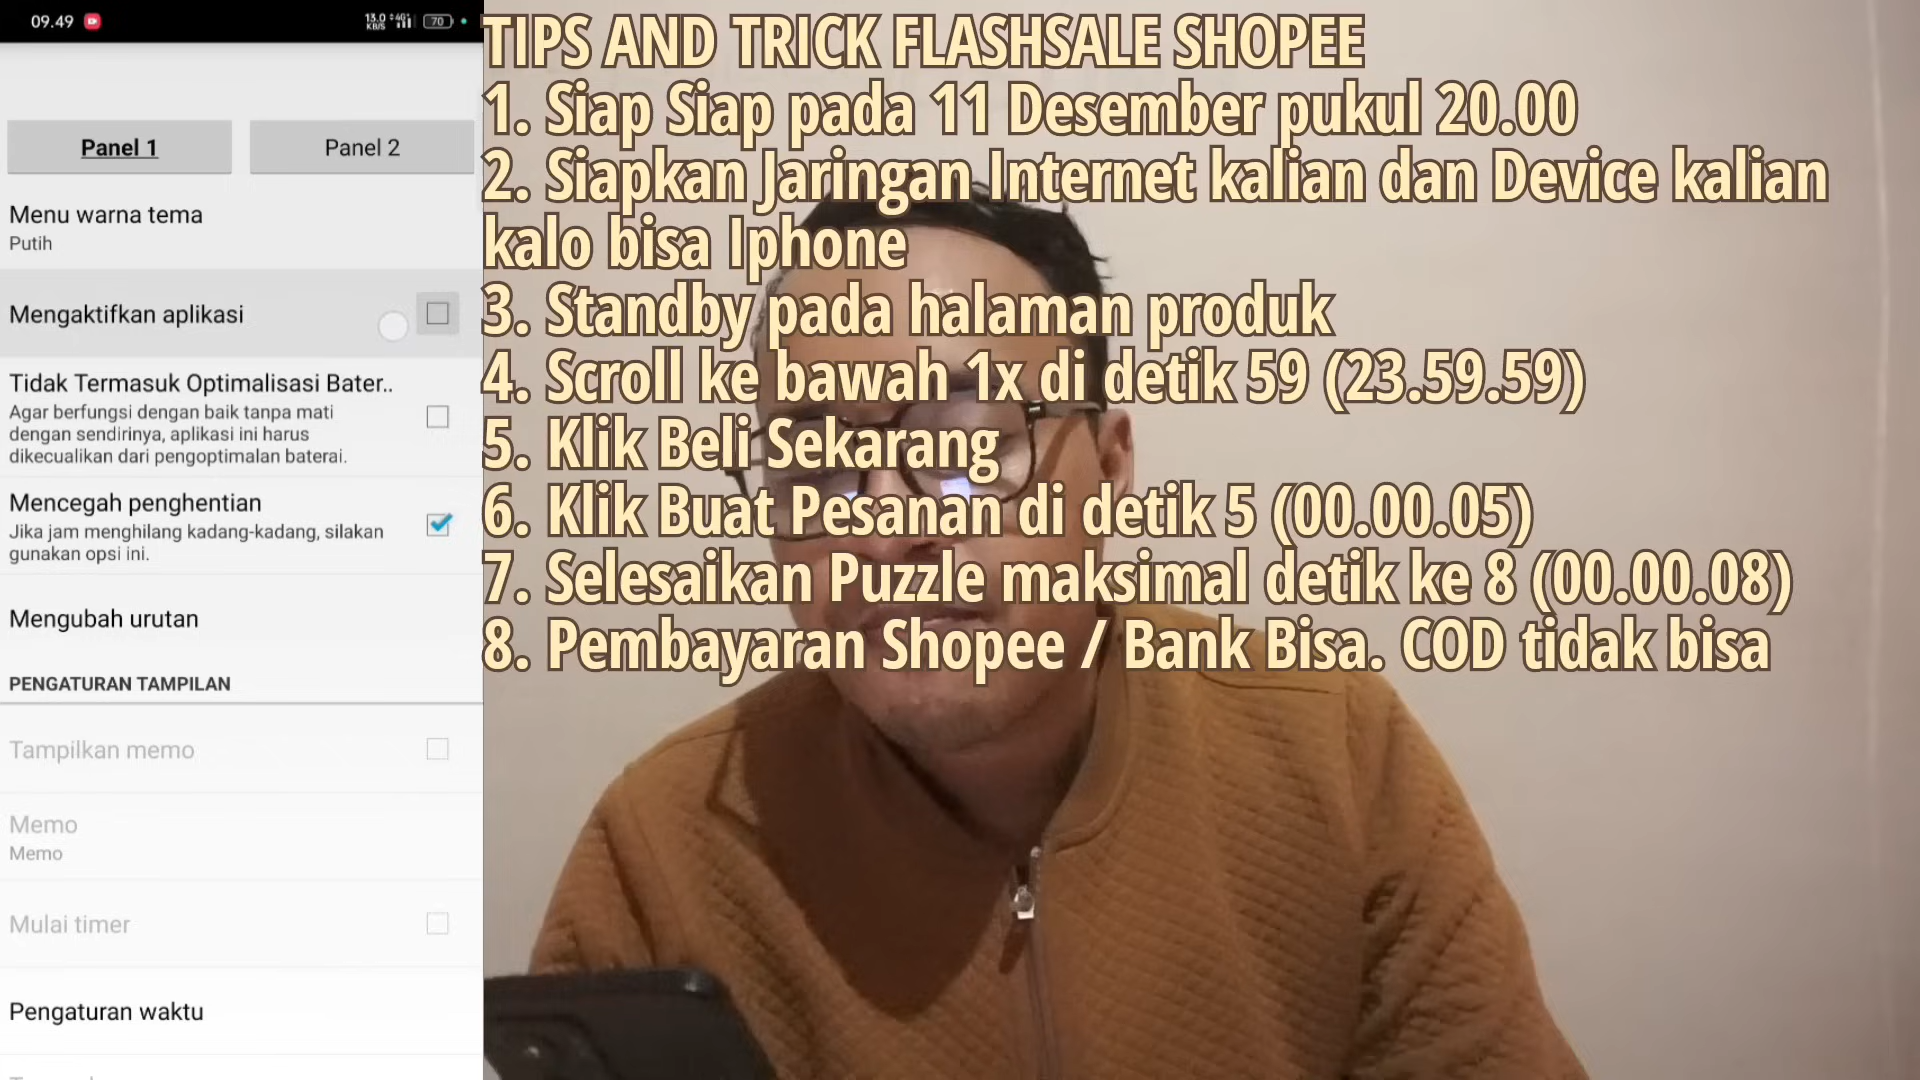 09.49
13.0
KB/S
4G+
70
Panel 1
Panel 2
Menu warna tema
Putih
Mengaktifkan aplikasi
Tidak Termasuk Optimalisasi Bater..
Agar berfungsi dengan baik tanpa mati
dengan sendirinya, aplikasi ini harus
dikecualikan dari pengoptimalan baterai.
Mencegah penghentian
Jika jam menghilang kadang-kadang, silakan
gunakan opsi ini.
Mengubah urutan
PENGATURAN TAMPILAN
Tampilkan memo
Memo
Memo
Mulai timer
Pengaturan waktu
TIPS AND TRICK FLASHSALE SHOPEE
1. Siap Siap pada 11 Desember pukul 20.00
2. Siapkan Jaringan Internet kalian dan Device kalian
kalo bisa Iphone
3. Standby pada halaman produk
4. Scroll ke bawah 1x di detik 59 (23.59.59)
5. Klik Beli Sekarang
6. Klik Buat Pesanan di detik 5 (00.00.05)
7. Selesaikan Puzzle maksimal detik ke 8 (00.00.08)
8. Pembayaran Shopee / Bank Bisa. COD tidak bisa